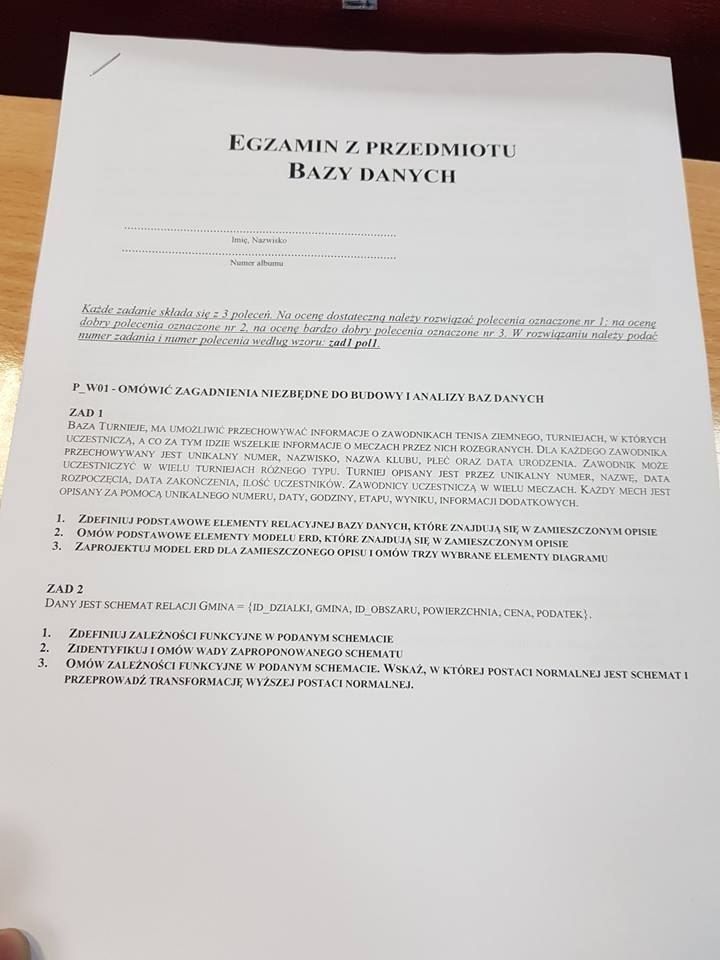 EGZAMIN Z PRZEDMIOTU
BAZY DANYCH
Imię, Nazwisko
Numer albumu
Każde zadanie składa się z 3 poleceń. Na ocenę dostateczną należy rozwiązać polecenia oznaczone nr 1; na ocenę
dobry polecenia oznaczone nr 2, na ocenę bardzo dobry polecenia oznaczone nr 3. W rozwiązaniu należy podać
numer zadania i numer polecenia według wzoru: zad1 pol1.
P_W01 - OMÓWIĆ ZAGADNIENIA NIEZBĘDNE DO BUDOWY I ANALIZY BAZ DANYCH
ZAD 1
BAZA TURNIEJE, MA UMOŻLIWIĆ PRZECHOWYWAĆ INFORMACJE O ZAWODNIKACH TENISA ZIEMNEGO, TURNIEJACH, W KTÓRYCH
UCZESTNICZĄ, A CO ZA TYM IDZIE WSZELKIE INFORMACJE O MECZACH PRZEZ NICH ROZEGRANYCH. DLA KAŻDEGO ZAWODNIKA
PRZECHOWYWANY JEST UNIKALNY NUMER, NAZWISKO, NAZWA KLUBU, PŁEĆ ORAZ DATA URODZENIA. ZAWODNIK MOŻE
UCZESTNICZYĆ W WIELU TURNIEJACH RÓŻNEGO TYPU. TURNIEJ OPISANY JEST PRZEZ UNIKALNY NUMER, NAZWĘ, DATA
ROZPOCZĘCIA, DATA ZAKOŃCZENIA, ILOŚĆ UCZESTNIKÓW. ZAWODNICY UCZESTNICZĄ W WIELU MECZACH. KAŻDY MECH JEST
OPISANY ZA POMOCĄ UNIKALNEGO NUMERU, DATY, GODZINY, ETAPU, WYNIKU, INFORMACJI DODATKOWYCH.
1. ZDEFINIUJ PODSTAWOWE ELEMENTY RELACYJNEJ BAZY DANYCH, KTÓRE ZNAJDUJĄ SIĘ W ZAMIESZCZONYM OPISIE
2. OMÓW PODSTAWOWE ELEMENTY MODELU ERD, KTÓRE ZNAJDUJĄ SIĘ W ZAMIESZCZONYM OPISIE
3. ZAPROJEKTUJ MODEL ERD DLA ZAMIESZCZONEGO OPISU I OMÓW TRZY WYBRANE ELEMENTY DIAGRAMU
ZAD 2
DANY JEST SCHEMAT RELACJI GMINA = {ID_DZIALKI, GMINA, ID_OBSZARU, POWIERZCHNIA, CENA, PODATEK}.
1. ZDEFINIUJ ZALEŻNOŚCI FUNKCYJNE W PODANYM SCHEMACIE
2. ZIDENTYFIKUJ I OMÓW WADY ZAPROPONOWANEGO SCHEMATU
3. OMÓW ZALEŻNOŚCI FUNKCYJNE W PODANYM SCHEMACIE. WSKAŻ, W KTÓREJ POSTACI NORMALNEJ JEST SCHEMAT I
PRZEPROWADŹ TRANSFORMACJĘ WYŻSZEJ POSTACI NORMALNEJ.